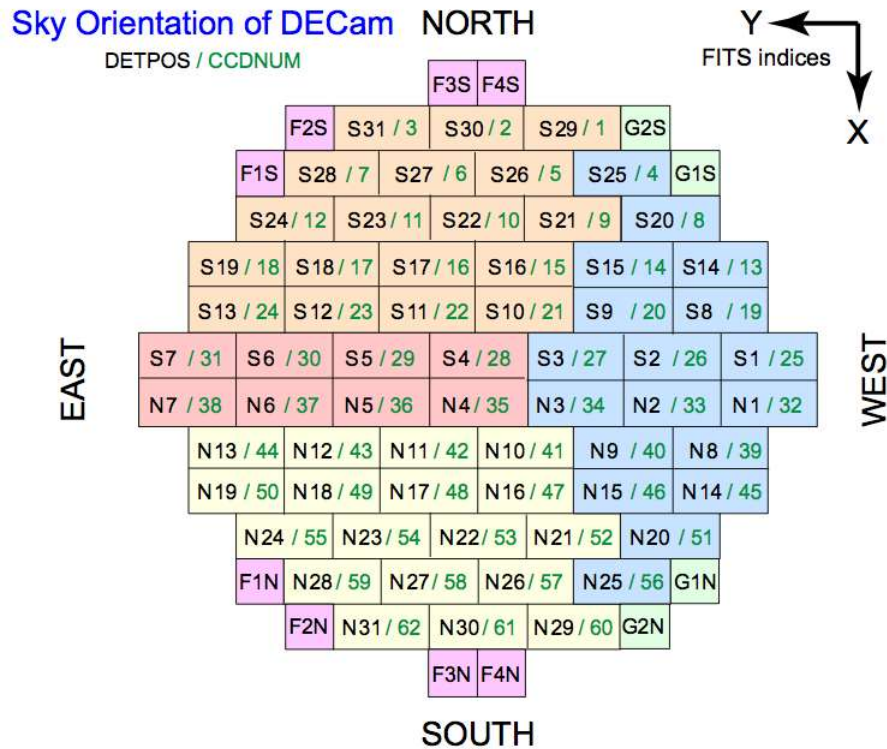 Sky Orientation of DECam NORTH Y
DETPOS / CCDNUM FITS indices
X
F3S F4S
F2S S31 / 3 S30 / 2 S29 / 1 G2S
F1S S28 / 7 S27 / 6 S26 / 5 S25 / 4 G1S
S24 / 12 S23 / 11 S22 / 10 S21 / 9 S20 / 8
S19 / 18 S18 / 17 S17 / 16 S16 / 15 S15 / 14 S14 / 13
S13 / 24 S12 / 23 S11 / 22 S10 / 21 S9 / 20 S8 / 19
EAST
S7 / 31 S6 / 30 S5 / 29 S4 / 28 S3 / 27 S2 / 26 S1 / 25
N7 / 38 N6 / 37 N5 / 36 N4 / 35 N3 / 34 N2 / 33 N1 / 32
WEST
N13 / 44 N12 / 43 N11 / 42 N10 / 41 N9 / 40 N8 / 39
N19 / 50 N18 / 49 N17 / 48 N16 / 47 N15 / 46 N14 / 45
N24 / 55 N23 / 54 N22 / 53 N21 / 52 N20 / 51
F1N N28 / 59 N27 / 58 N26 / 57 N25 / 56 G1N
F2N N31 / 62 N30 / 61 N29 / 60 G2N
F3N F4N
SOUTH